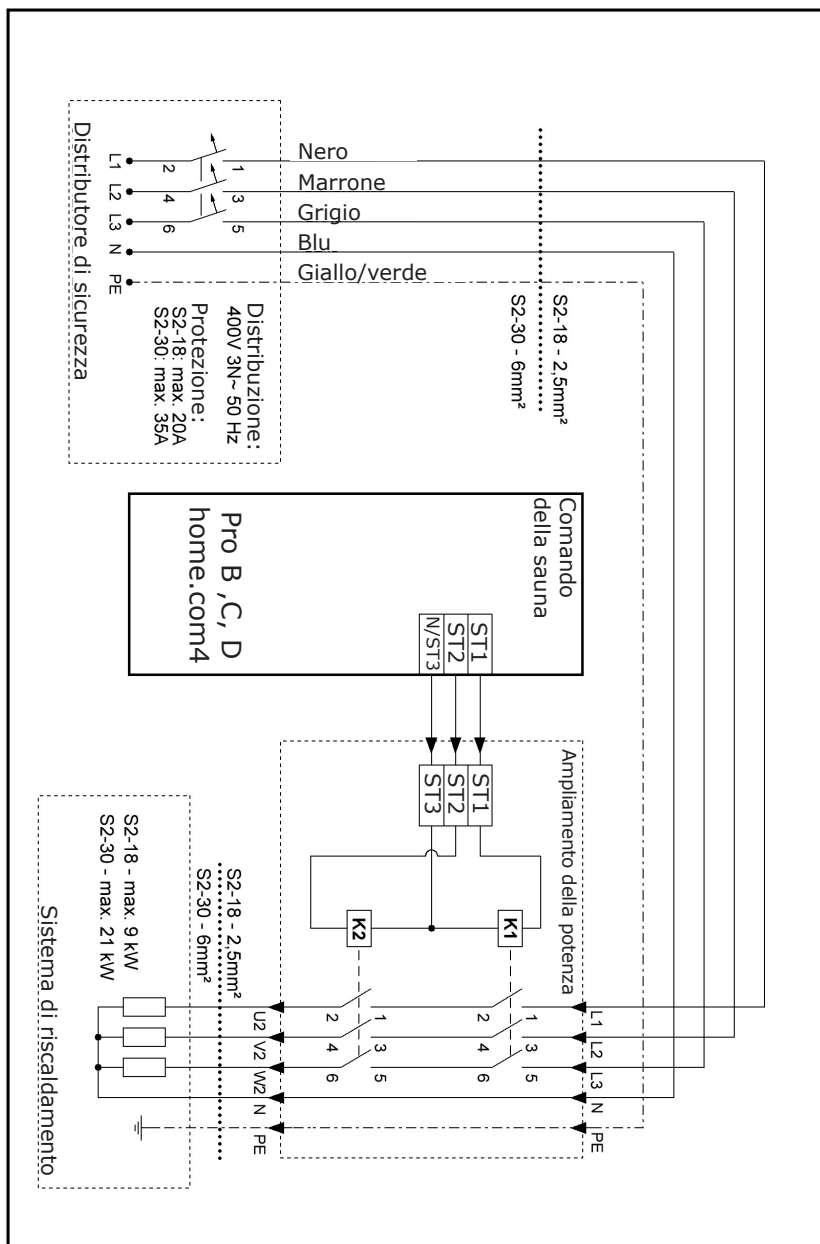 Nero
Marrone
Grigio
Blu
Giallo/verde
Distributore di sicurezza
L1
L2
L3
N
PE
2
4
6
1
3
5
Distribuzione:
400V 3N~ 50 Hz
Protezione:
S2-18: max. 20A
S2-30: max. 35A
S2-18 - 2,5mm²
S2-30 - 6mm²
Comando
della sauna
Pro B ,C, D
home.com4
ST1
ST2
N/ST3
Ampliamento della potenza
ST1
ST2
ST3
K1
K2
L1
L2
L3
N
PE
1
3
5
2
4
6
1
3
5
2
4
6
U2
V2
W2
N
PE
S2-18 - 2,5mm²
S2-30 - 6mm²
S2-18 - max. 9 kW
S2-30 - max. 21 kW
Sistema di riscaldamento